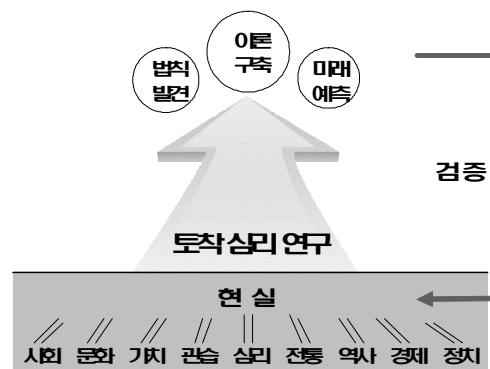 이론
구축
법칙
발견
미래
예측
검증
토착심리 연구
현 실
사회 문화 가치 관습 심리 전통 역사 경제 정치